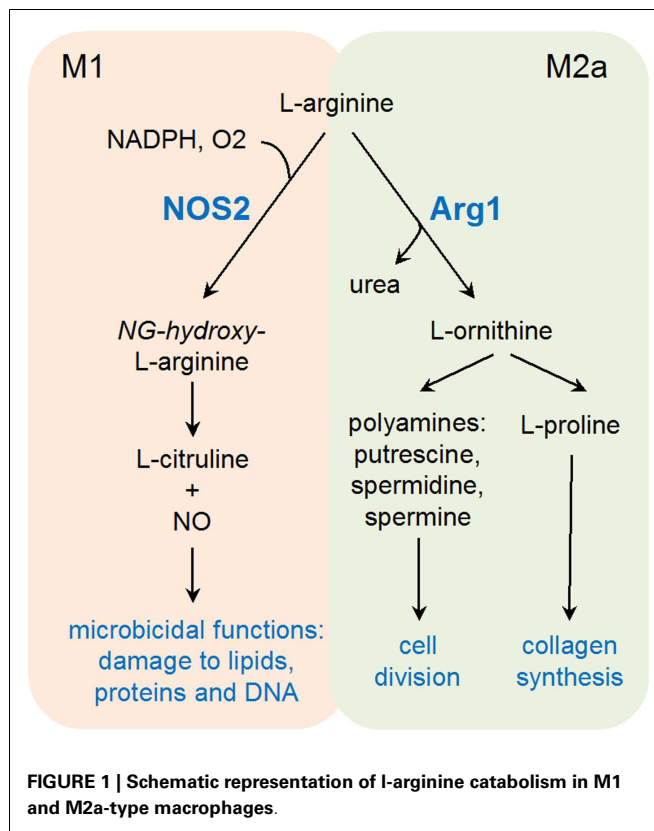 M1
M2a
L-arginine
NADPH, O2
NOS2
Arg1
urea
NG-hydroxy-
L-arginine
L-ornithine
L-citruline
+
NO
polyamines:
putrescine,
spermidine,
spermine
L-proline
microbicidal functions:
damage to lipids,
proteins and DNA
cell
division
collagen
synthesis
FIGURE 1 | Schematic representation of l-arginine catabolism in M1
and M2a-type macrophages.